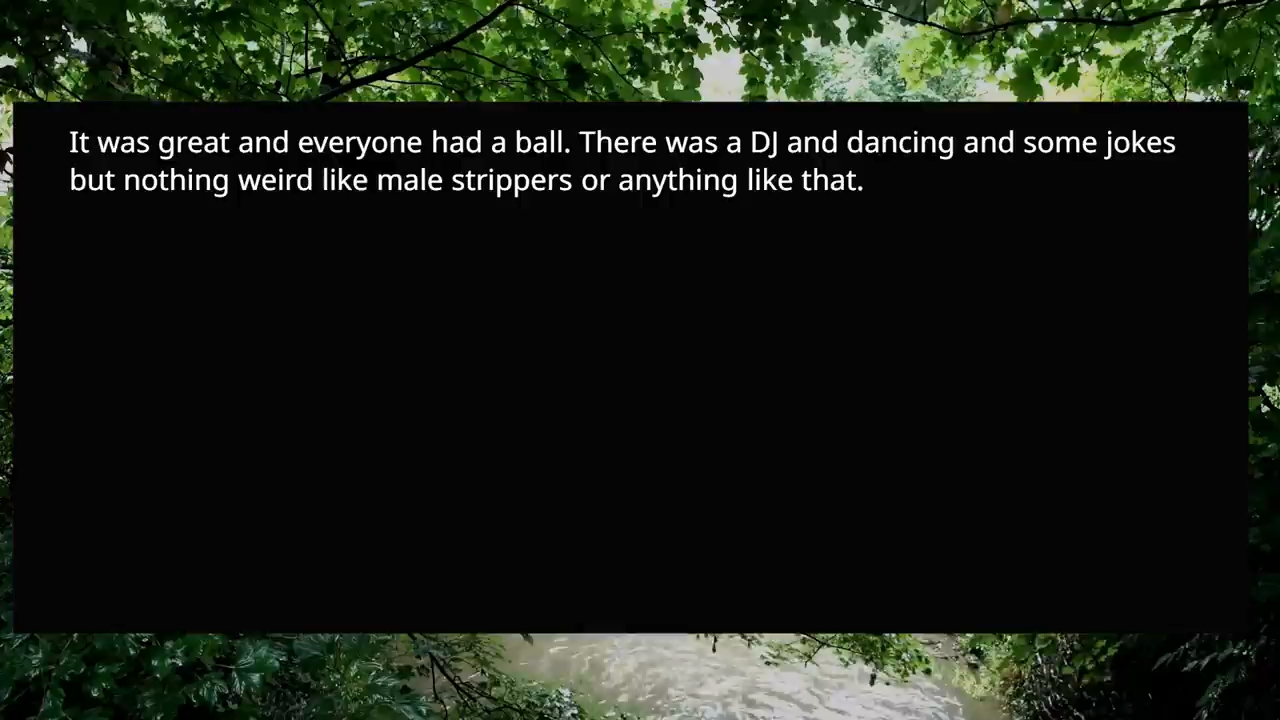 It was great and everyone had a ball. There was a DJ and dancing and some jokes
but nothing weird like male strippers or anything like that.